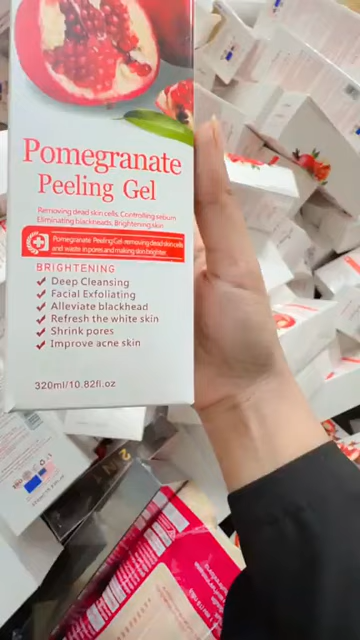 Pomegranate
Peeling Gel
Removing dead skin cells, Controlling sebum
Eliminating blackheads, Brightening skin
Pomegranate Peeling Gel removing dead skin cells
and waste in pores and making skin brighter.
BRIGHTENING
Deep Cleansing
Facial Exfoliating
Alleviate blackhead
Refresh the white skin
Shrink pores
Improve acne skin
320ml/10.82fl.oz